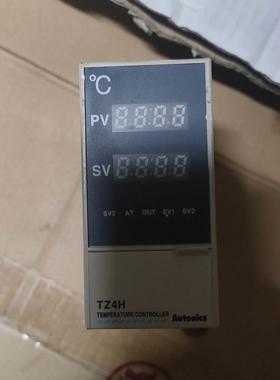 ℃
PV 8.8.8.8
SV 8.8.8.8
SV2 AT OUT EV1 EV2
TZ4H
TEMPERATURE CONTROLLER Autonics